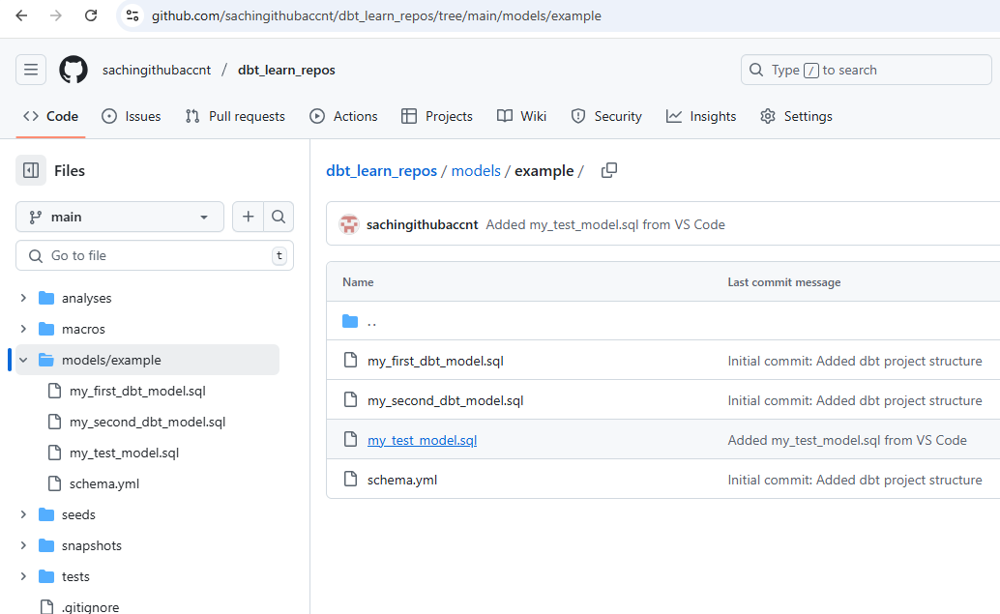 github.com/sachingithubaccnt/dbt_learn_repos/tree/main/models/example
sachingithubaccnt / dbt_learn_repos
Type / to search
Code Issues Pull requests Actions Projects Wiki Security Insights Settings
Files
main
Go to file t
analyses
macros
models/example
my_first_dbt_model.sql
my_second_dbt_model.sql
my_test_model.sql
schema.yml
seeds
snapshots
tests
.gitignore
dbt_learn_repos / models / example /
sachingithubaccnt Added my_test_model.sql from VS Code
Name Last commit message
..
my_first_dbt_model.sql Initial commit: Added dbt project structure
my_second_dbt_model.sql Initial commit: Added dbt project structure
my_test_model.sql Added my_test_model.sql from VS Code
schema.yml Initial commit: Added dbt project structure